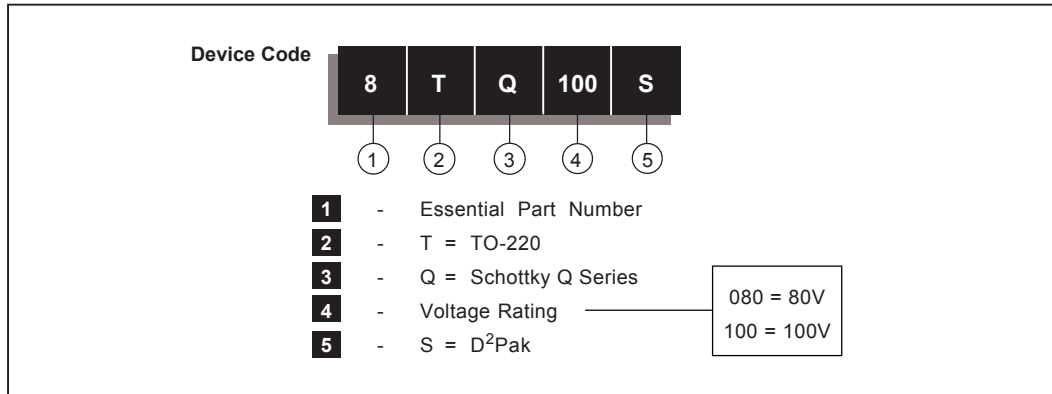 Device Code
8 T Q 100 S
1 2 3 4 5
1 - Essential Part Number
2 - T = TO-220
3 - Q = Schottky Q Series
4 - Voltage Rating
5 - S = D²Pak
080 = 80V
100 = 100V